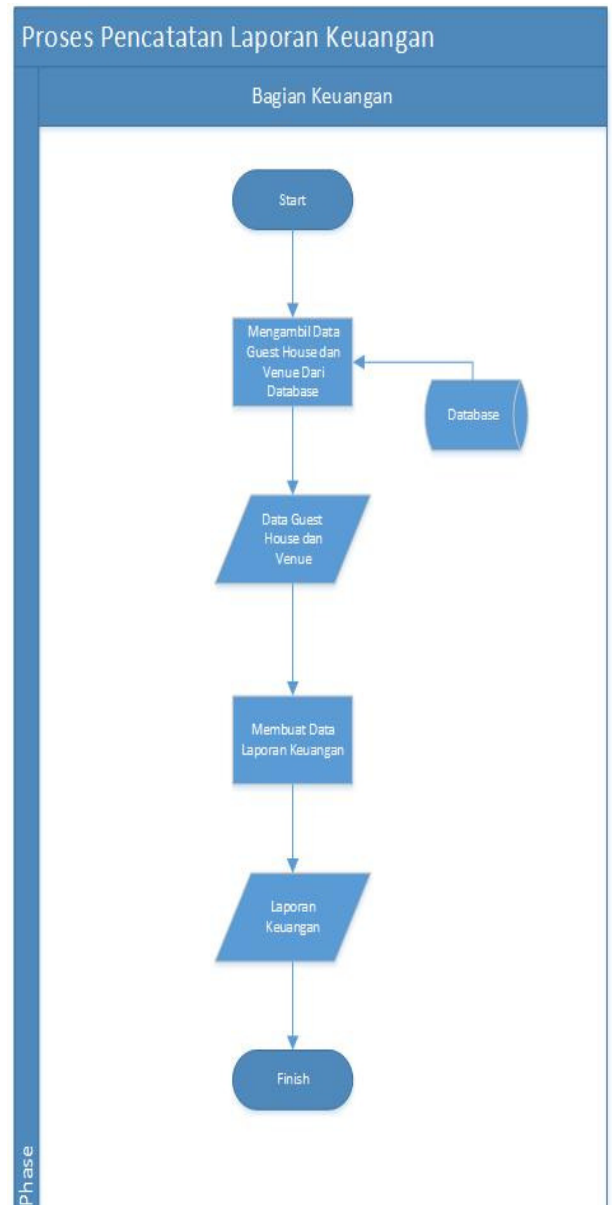 Proses Pencatatan Laporan Keuangan
Bagian Keuangan
Start
Mengambil Data
Guest House dan
Venue Dari
Database
Database
Data Guest
House dan
Venue
Membuat Data
Laporan Keuangan
Laporan
Keuangan
Finish
Phase